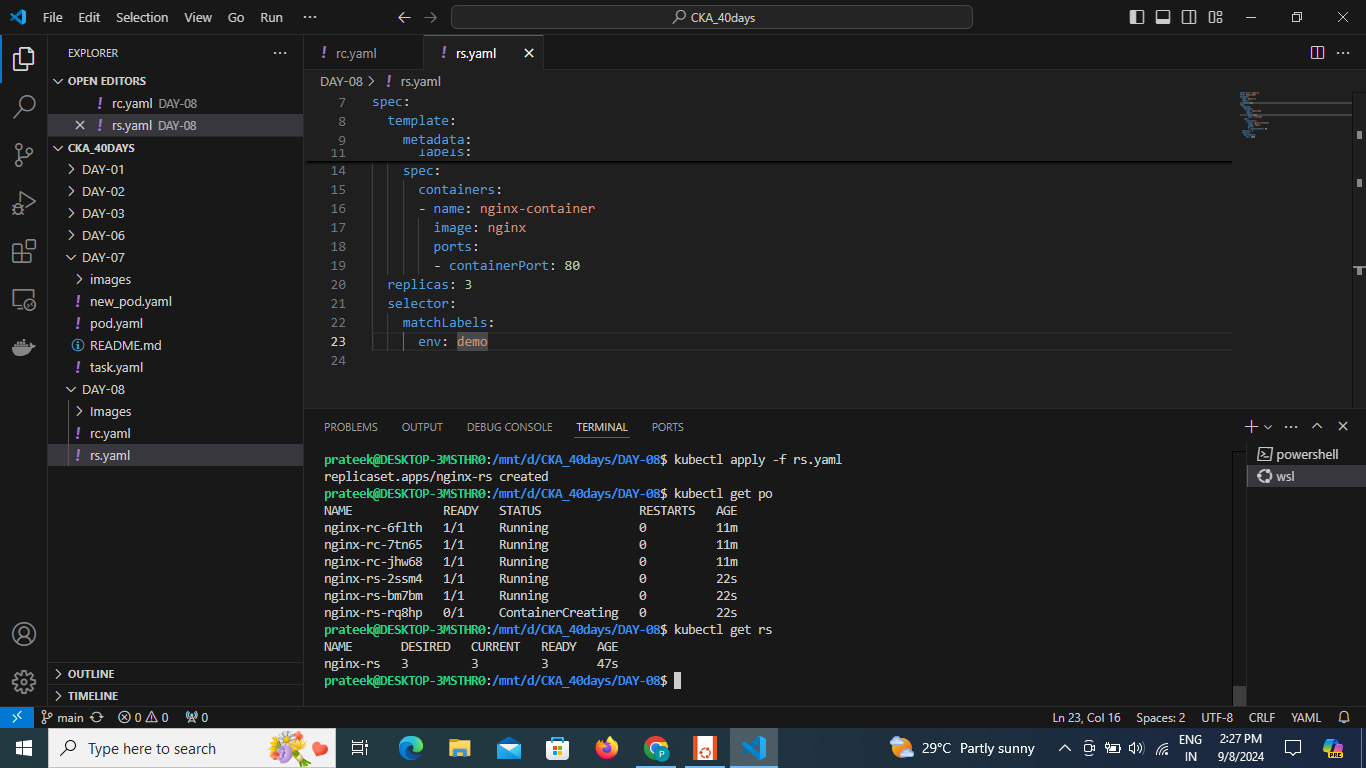 File Edit Selection View Go Run ···
CKA_40days
EXPLORER
OPEN EDITORS
! rc.yaml DAY-08
! rs.yaml DAY-08
CKA_40DAYS
DAY-01
DAY-02
DAY-03
DAY-06
DAY-07
images
! new_pod.yaml
! pod.yaml
README.md
! task.yaml
DAY-08
Images
! rc.yaml
! rs.yaml
OUTLINE
TIMELINE
! rc.yaml ! rs.yaml
DAY-08 > ! rs.yaml
7 spec:
8 template:
9 metadata:
11 labels:
14 spec:
15 containers:
16 - name: nginx-container
17 image: nginx
18 ports:
19 - containerPort: 80
20 replicas: 3
21 selector:
22 matchLabels:
23 env: demo
24
PROBLEMS OUTPUT DEBUG CONSOLE TERMINAL PORTS
prateek@DESKTOP-3MSTHR0:/mnt/d/CKA_40days/DAY-08$ kubectl apply -f rs.yaml
replicaset.apps/nginx-rs created
prateek@DESKTOP-3MSTHR0:/mnt/d/CKA_40days/DAY-08$ kubectl get po
NAME READY STATUS RESTARTS AGE
nginx-rc-6flth 1/1 Running 0 11m
nginx-rc-7tn65 1/1 Running 0 11m
nginx-rc-jhw68 1/1 Running 0 11m
nginx-rs-2ssm4 1/1 Running 0 22s
nginx-rs-bm7bm 1/1 Running 0 22s
nginx-rs-rq8hp 0/1 ContainerCreating 0 22s
prateek@DESKTOP-3MSTHR0:/mnt/d/CKA_40days/DAY-08$ kubectl get rs
NAME DESIRED CURRENT READY AGE
nginx-rs 3 3 3 47s
prateek@DESKTOP-3MSTHR0:/mnt/d/CKA_40days/DAY-08$
powershell
wsl
main 0 0 0
Ln 23, Col 16 Spaces: 2 UTF-8 CRLF YAML
Type here to search
29°C Partly sunny
ENG
IN
2:27 PM
9/8/2024
PRE